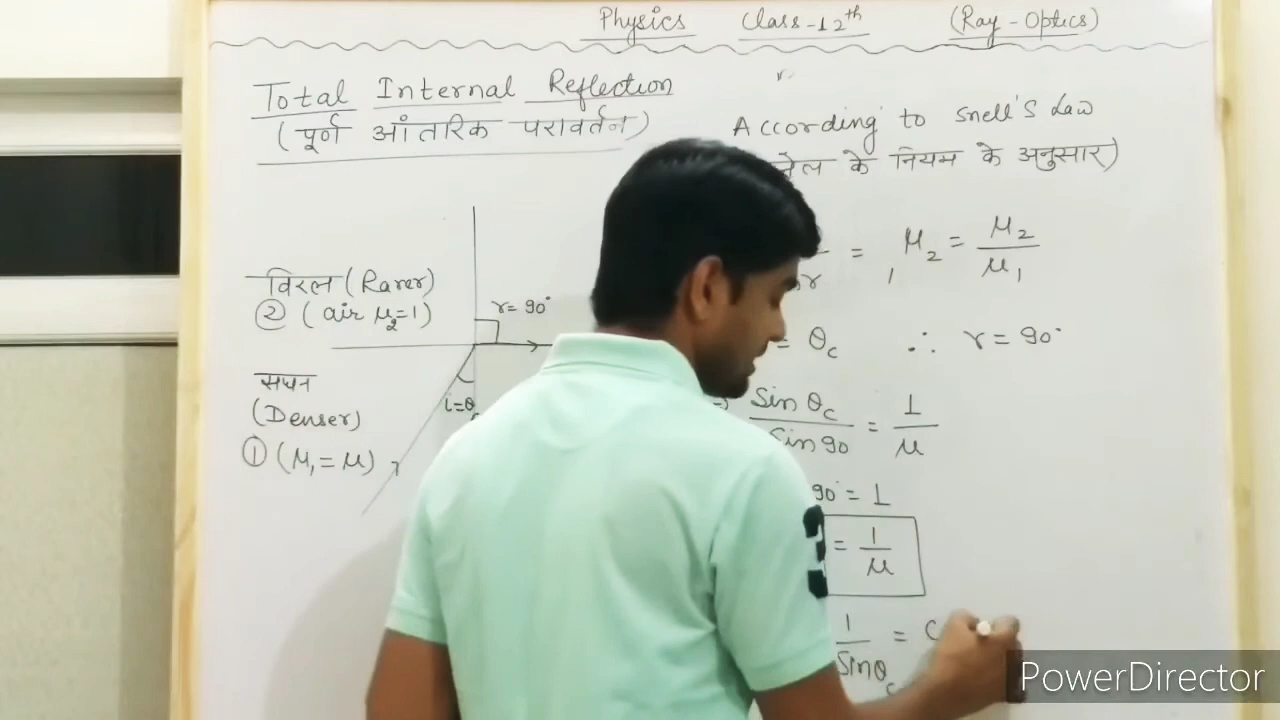 Physics Class-12th (Ray-Optics)
Total Internal Reflection
(पूर्ण आंतरिक परावर्तन)
According to Snell's Law
के नियम के अनुसार)
= ₁μ₂ = μ₂/μ₁
विरल (Rarer)
② (air μ₂=1)
r=90°
= θc ∴ r=90°
सघन
(Denser)
① (μ₁=μ)
i=θ
Sin θc/Sin 90 = 1/μ
90° = 1
= 1/μ
1/Sinθc = C
PowerDirector